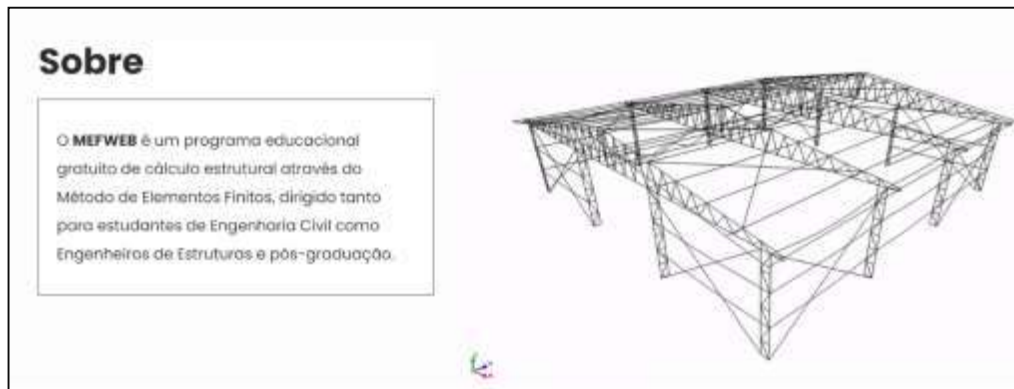 Sobre
O MEFWEB é um programa educacional
gratuito de cálculo estrutural através do
Método de Elementos Finitos, dirigido tanto
para estudantes de Engenharia Civil como
Engenheiros de Estruturas e pós-graduação.